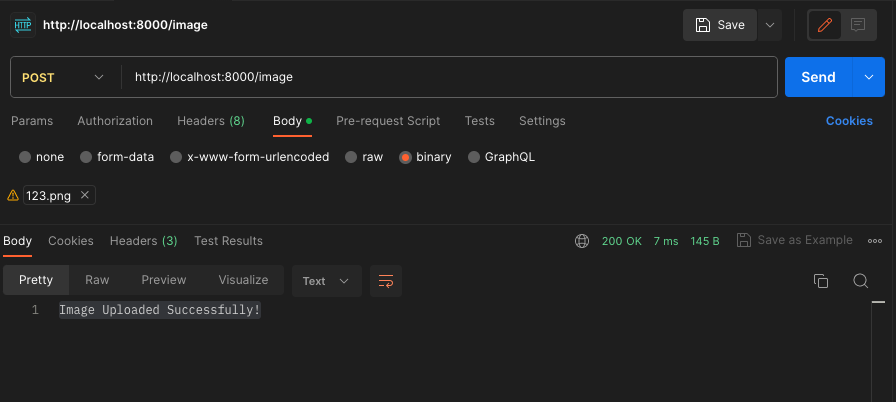 HTTP http://localhost:8000/image Save
POST http://localhost:8000/image Send
Params Authorization Headers (8) Body Pre-request Script Tests Settings Cookies
none form-data x-www-form-urlencoded raw binary GraphQL
123.png
Body Cookies Headers (3) Test Results 200 OK 7 ms 145 B Save as Example
Pretty Raw Preview Visualize Text
1 Image Uploaded Successfully!